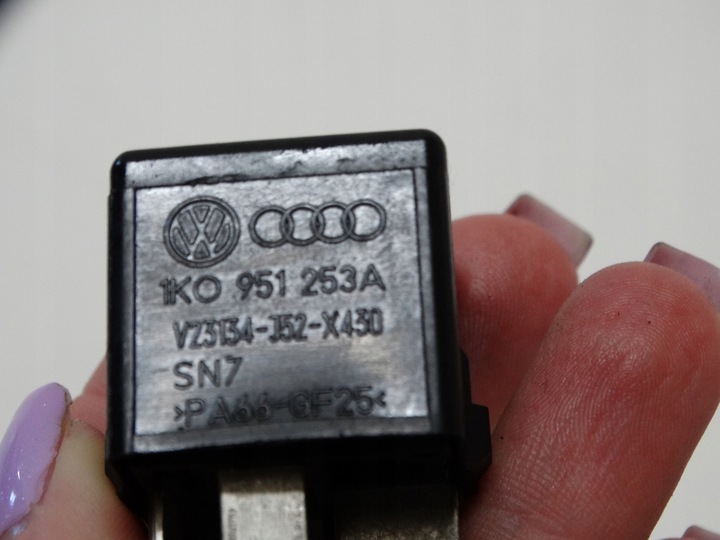 1K0 951 253A
V23134-J52-X430
SN7
>PA66-GF25<